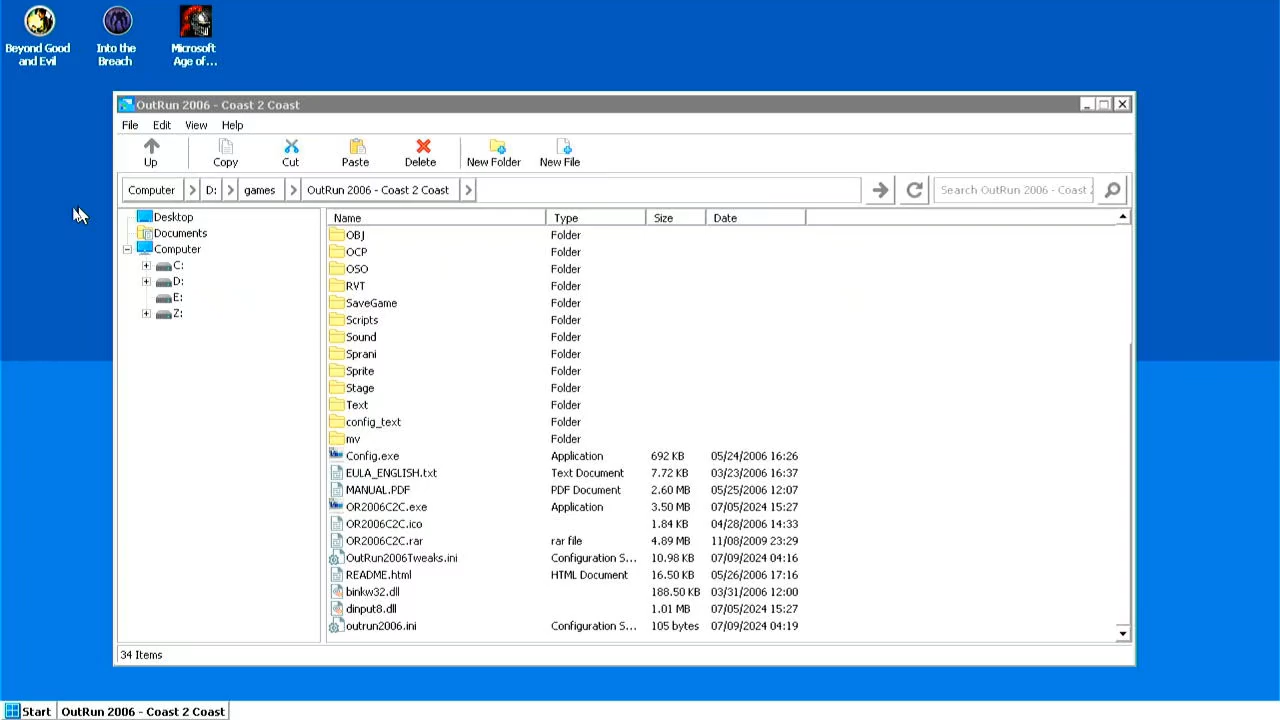 Beyond Good
and Evil
Into the
Breach
Microsoft
Age of...
OutRun 2006 - Coast 2 Coast
File Edit View Help
Up Copy Cut Paste Delete New Folder New File
Computer D: games OutRun 2006 - Coast 2 Coast Search OutRun 2006 - Coast
Desktop
Documents
Computer
C:
D:
E:
Z:
Name Type Size Date
OBJ Folder
OCP Folder
OSO Folder
RVT Folder
SaveGame Folder
Scripts Folder
Sound Folder
Sprani Folder
Sprite Folder
Stage Folder
Text Folder
config_text Folder
mv Folder
Config.exe Application 692 KB 05/24/2006 16:26
EULA_ENGLISH.txt Text Document 7.72 KB 03/23/2006 16:37
MANUAL.PDF PDF Document 2.60 MB 05/25/2006 12:07
OR2006C2C.exe Application 3.50 MB 07/05/2024 15:27
OR2006C2C.ico 1.84 KB 04/28/2006 14:33
OR2006C2C.rar rar file 4.89 MB 11/08/2009 23:29
OutRun2006Tweaks.ini Configuration S... 10.98 KB 07/09/2024 04:16
README.html HTML Document 16.50 KB 05/26/2006 17:16
binkw32.dll 188.50 KB 03/31/2006 12:00
dinput8.dll 1.01 MB 07/05/2024 15:27
outrun2006.ini Configuration S... 105 bytes 07/09/2024 04:19
34 Items
Start OutRun 2006 - Coast 2 Coast